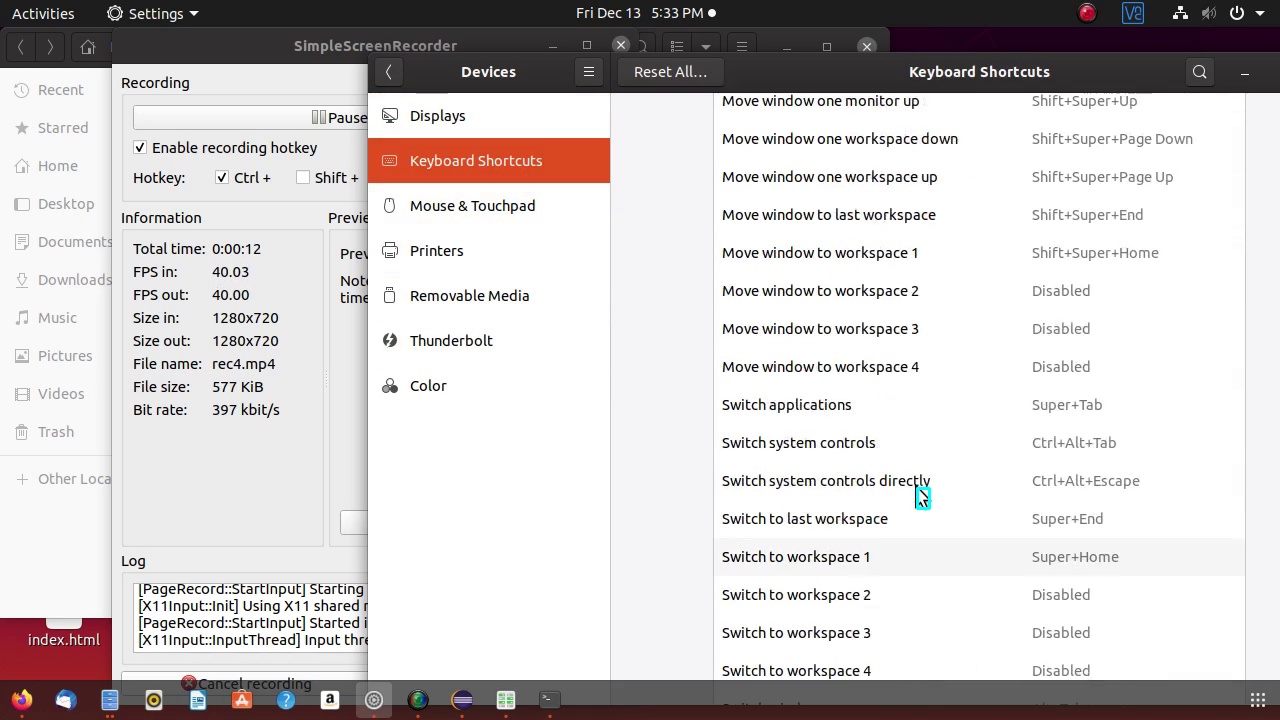 Activities
Settings
Fri Dec 13 5:33 PM
SimpleScreenRecorder
Devices
Reset All...
Keyboard Shortcuts
Recent
Starred
Home
Desktop
Documents
Downloads
Music
Pictures
Videos
Trash
Other Loca
index.html
Recording
Pause
Enable recording hotkey
Hotkey: Ctrl + Shift +
Information
Previe
Total time: 0:00:12
FPS in: 40.03
FPS out: 40.00
Size in: 1280x720
Size out: 1280x720
File name: rec4.mp4
File size: 577 KiB
Bit rate: 397 kbit/s
Prev
Note
time
Log
[PageRecord::StartInput] Starting
[X11Input::Init] Using X11 shared m
[PageRecord::StartInput] Started i
[X11Input::InputThread] Input thre
Cancel recording
Displays
Keyboard Shortcuts
Mouse & Touchpad
Printers
Removable Media
Thunderbolt
Color
Move window one monitor up Shift+Super+Up
Move window one workspace down Shift+Super+Page Down
Move window one workspace up Shift+Super+Page Up
Move window to last workspace Shift+Super+End
Move window to workspace 1 Shift+Super+Home
Move window to workspace 2 Disabled
Move window to workspace 3 Disabled
Move window to workspace 4 Disabled
Switch applications Super+Tab
Switch system controls Ctrl+Alt+Tab
Switch system controls directly Ctrl+Alt+Escape
Switch to last workspace Super+End
Switch to workspace 1 Super+Home
Switch to workspace 2 Disabled
Switch to workspace 3 Disabled
Switch to workspace 4 Disabled